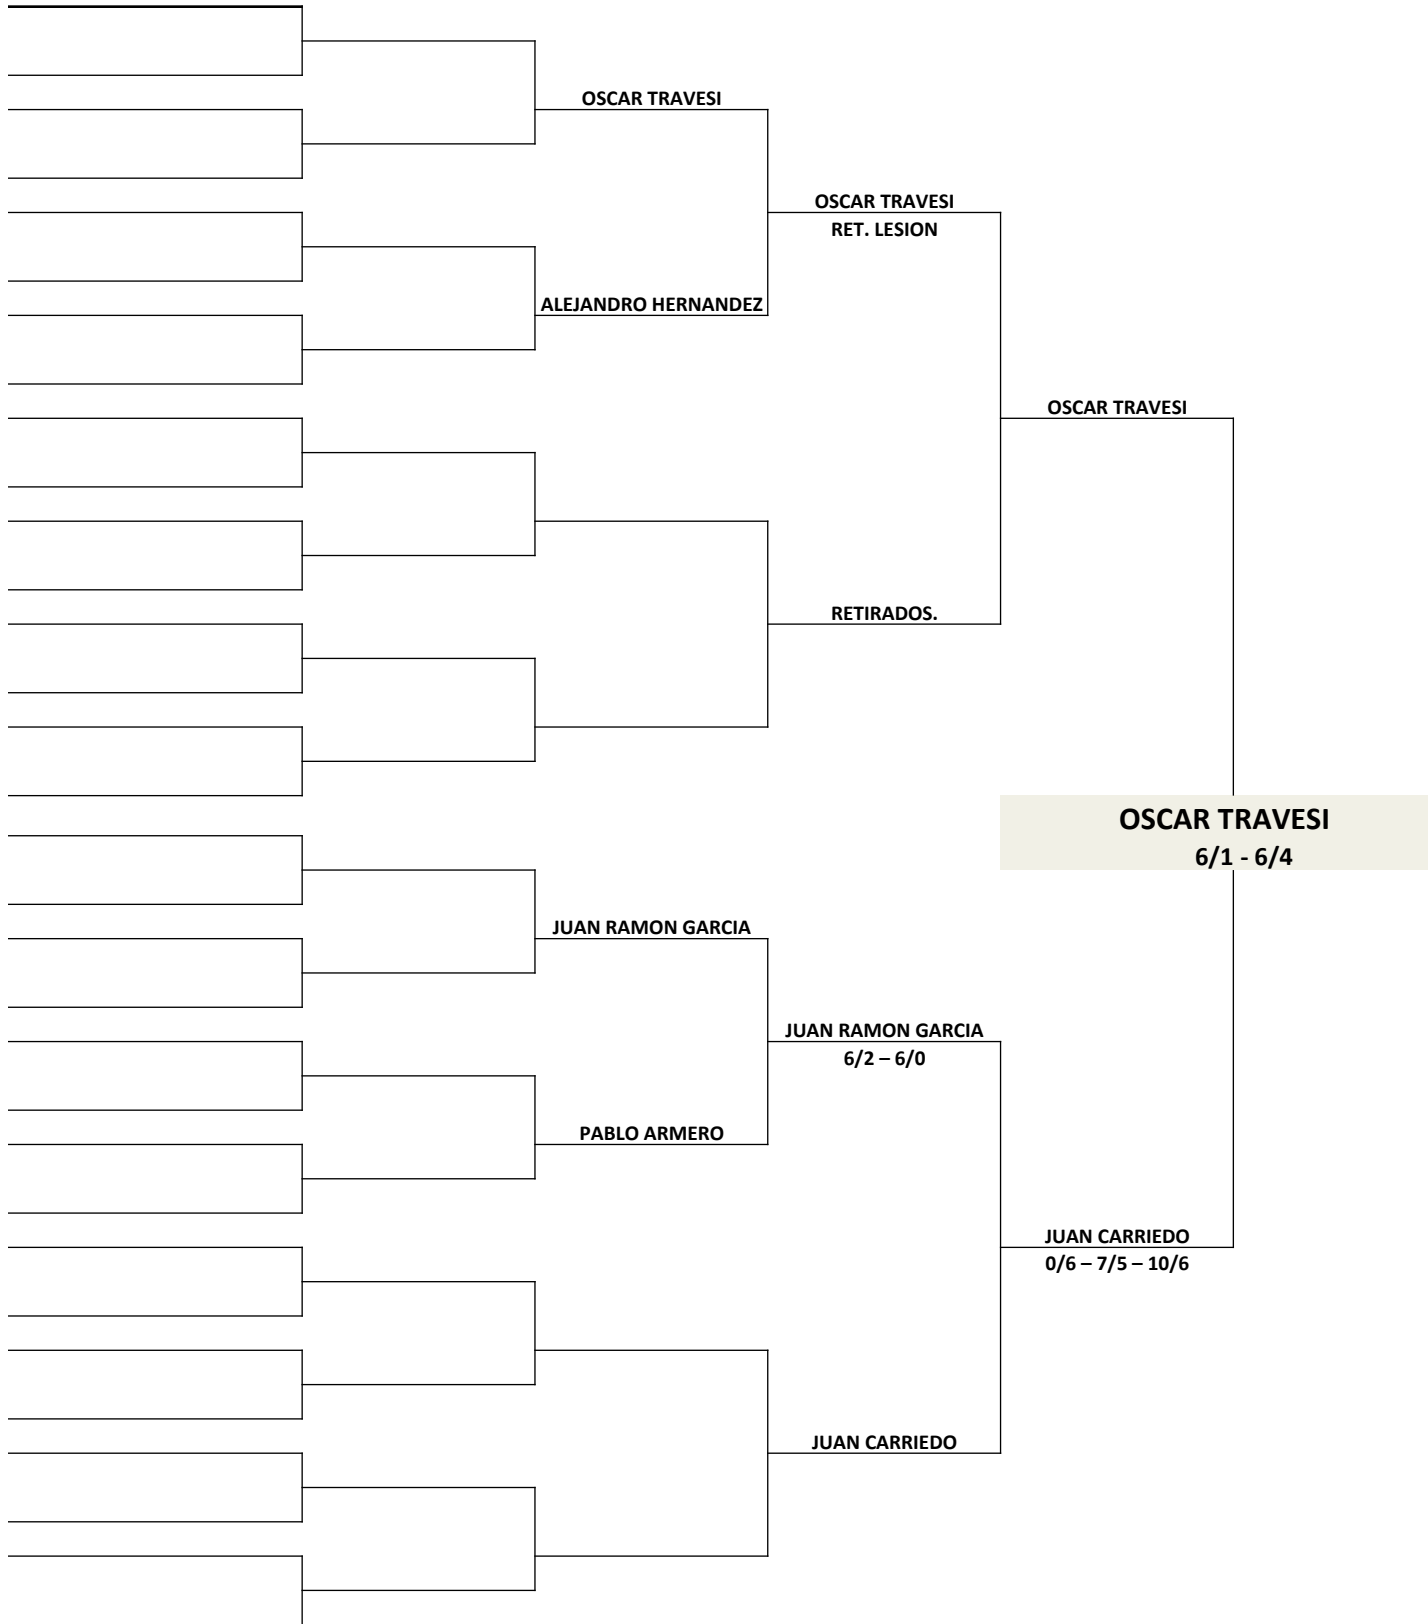 OSCAR TRAVESI
OSCAR TRAVESI
RET. LESION
ALEJANDRO HERNANDEZ
OSCAR TRAVESI
RETIRADOS.
OSCAR TRAVESI
6/1 - 6/4
JUAN RAMON GARCIA
JUAN RAMON GARCIA
6/2 – 6/0
PABLO ARMERO
JUAN CARRIEDO
0/6 – 7/5 – 10/6
JUAN CARRIEDO